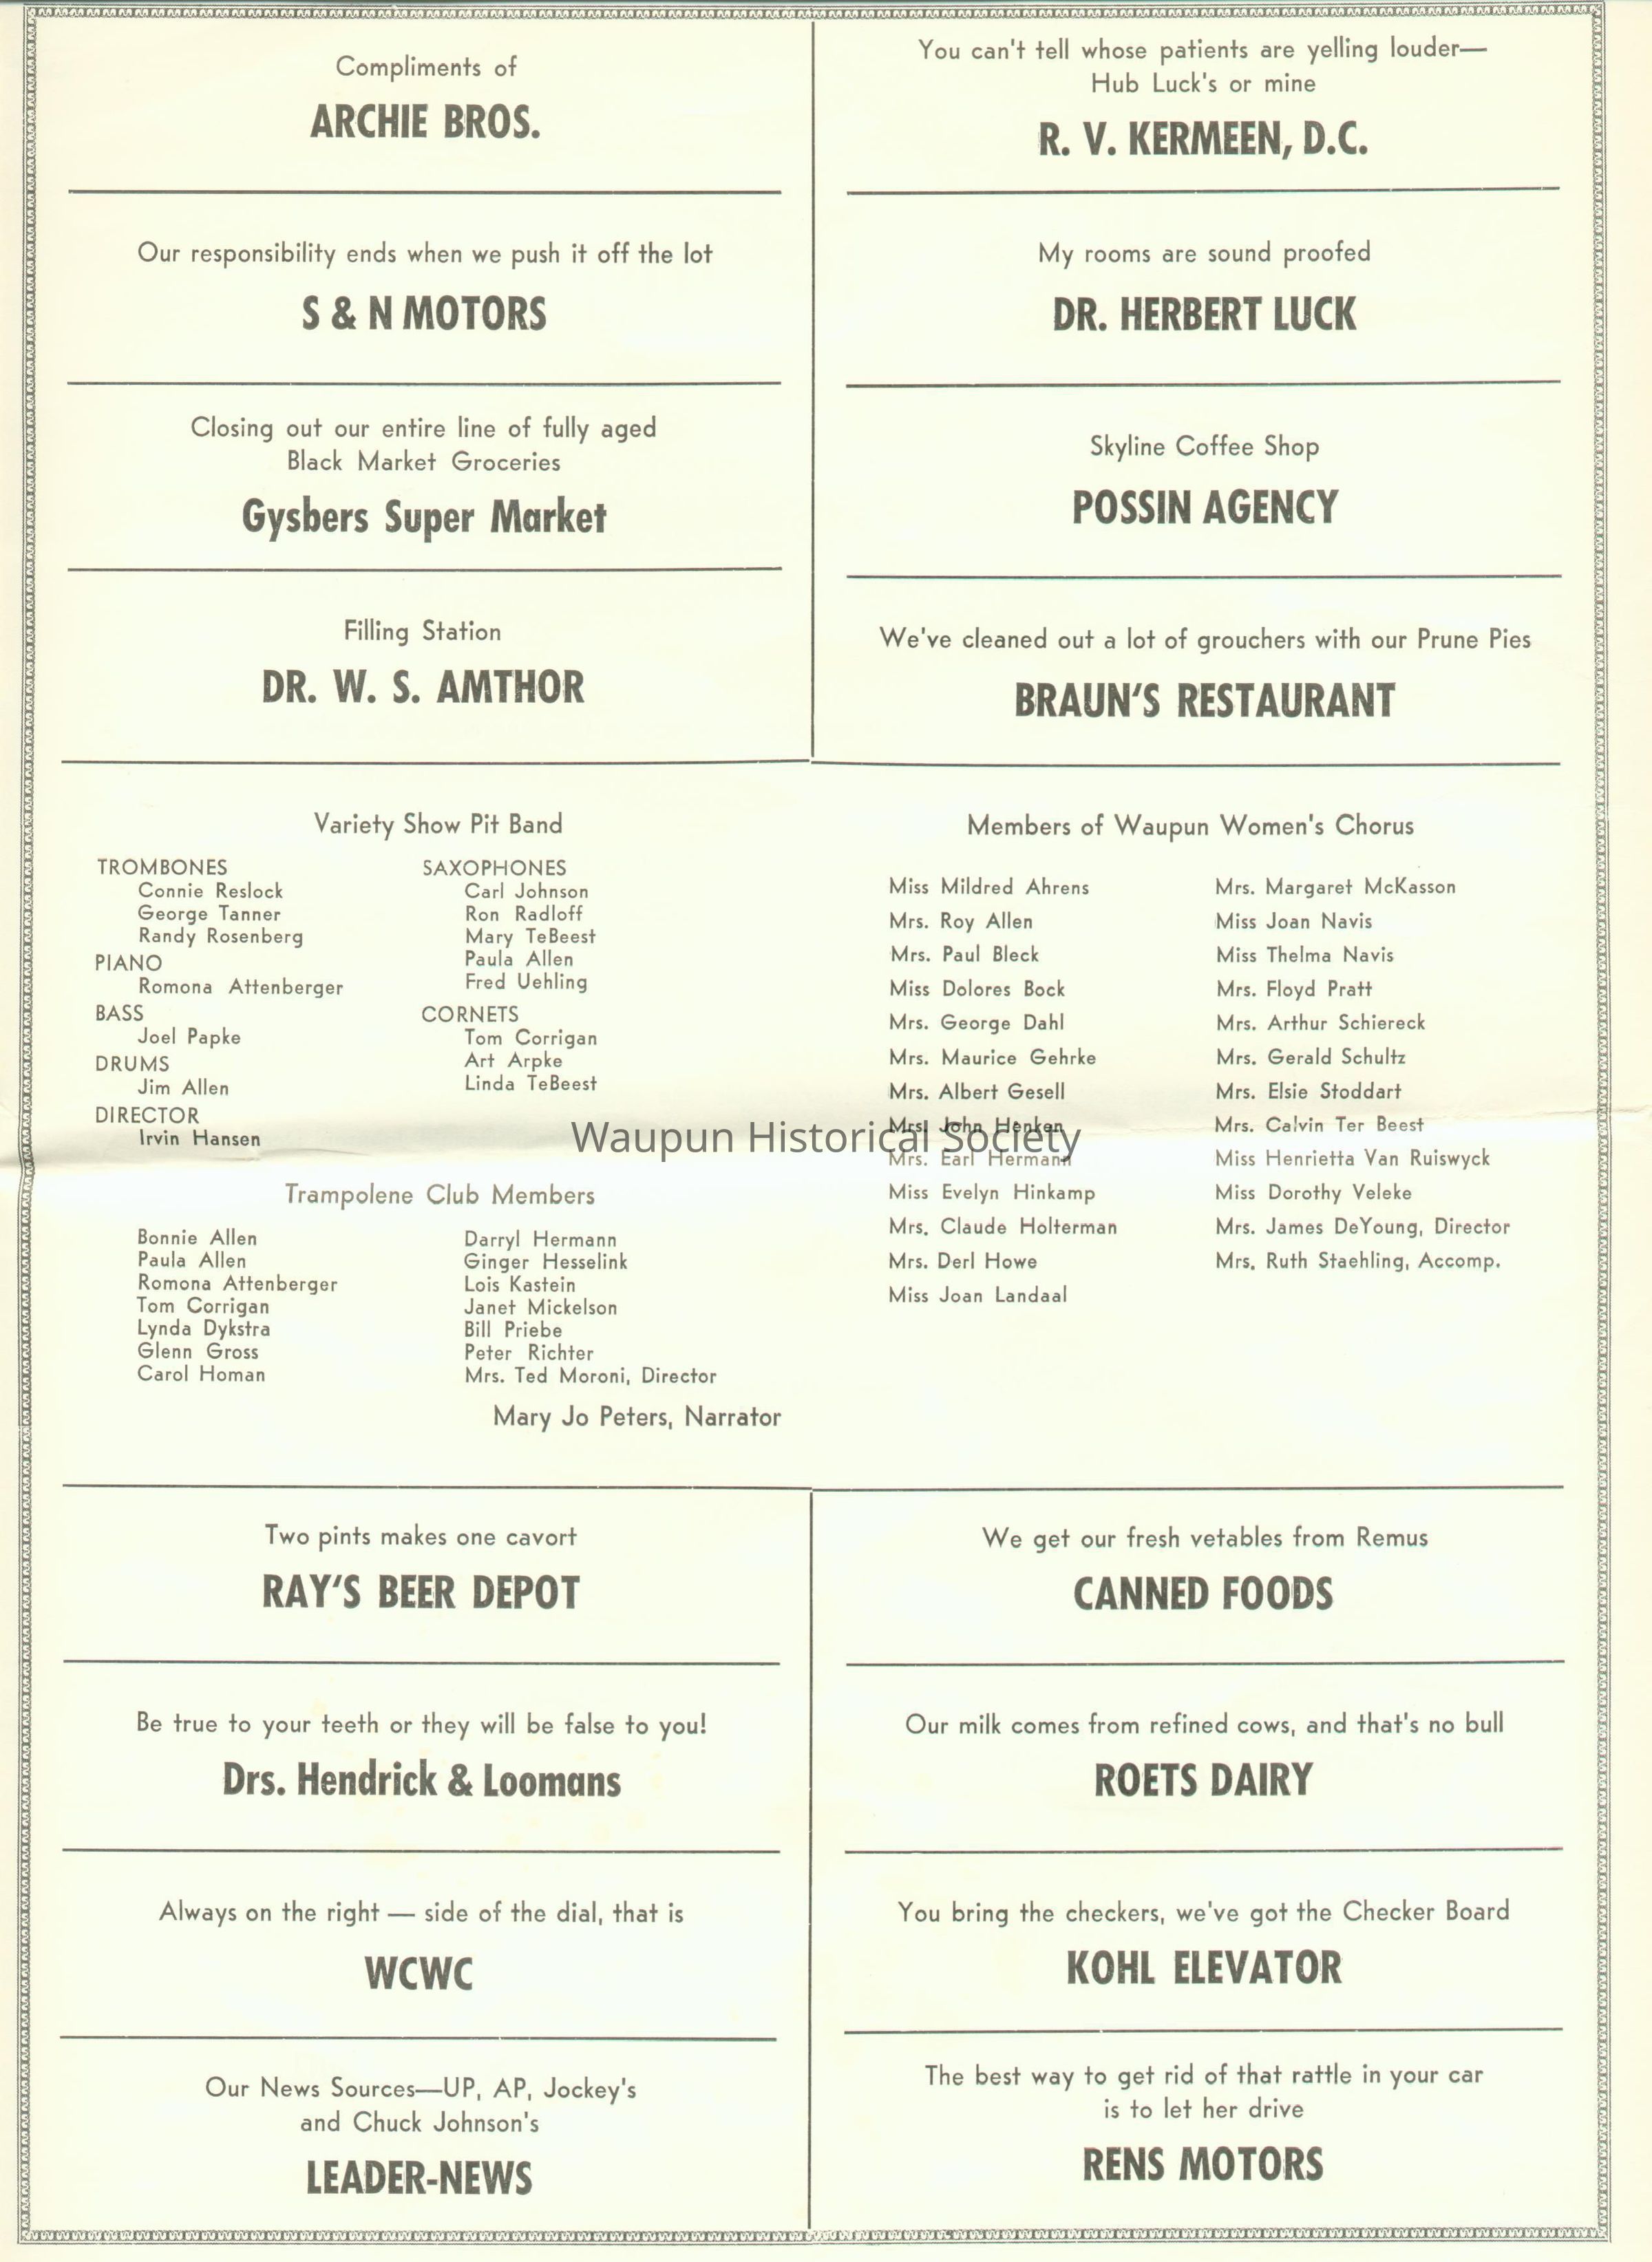 Compliments of
ARCHIE BROS.
Our responsibility ends when we push it off the lot
S & N MOTORS
Closing out our entire line of fully aged
Black Market Groceries
Gysbers Super Market
Filling Station
DR. W. S. AMTHOR
You can't tell whose patients are yelling louder—
Hub Luck's or mine
R. V. KERMEEN, D.C.
My rooms are sound proofed
DR. HERBERT LUCK
Skyline Coffee Shop
POSSIN AGENCY
We've cleaned out a lot of grouchers with our Prune Pies
BRAUN'S RESTAURANT
Variety Show Pit Band
TROMBONES
Connie Reslock
George Tanner
Randy Rosenberg
PIANO
Romona Attenberger
BASS
Joel Papke
DRUMS
Jim Allen
DIRECTOR
Irvin Hansen
SAXOPHONES
Carl Johnson
Ron Radloff
Mary TeBeest
Paula Allen
Fred Uehling
CORNETS
Tom Corrigan
Art Arpke
Linda TeBeest
Trampolene Club Members
Bonnie Allen
Paula Allen
Romona Attenberger
Tom Corrigan
Lynda Dykstra
Glenn Gross
Carol Homan
Darryl Hermann
Ginger Hesselink
Lois Kastein
Janet Mickelson
Bill Priebe
Peter Richter
Mrs. Ted Moroni, Director
Mary Jo Peters, Narrator
Members of Waupun Women's Chorus
Miss Mildred Ahrens
Mrs. Roy Allen
Mrs. Paul Bleck
Miss Dolores Bock
Mrs. George Dahl
Mrs. Maurice Gehrke
Mrs. Albert Gesell
Mrs. John Henken
Mrs. Earl Hermann
Miss Evelyn Hinkamp
Mrs. Claude Holterman
Mrs. Derl Howe
Miss Joan Landaal
Mrs. Margaret McKasson
Miss Joan Navis
Miss Thelma Navis
Mrs. Floyd Pratt
Mrs. Arthur Schiereck
Mrs. Gerald Schultz
Mrs. Elsie Stoddart
Mrs. Calvin Ter Beest
Miss Henrietta Van Ruiswyck
Miss Dorothy Veleke
Mrs. James DeYoung, Director
Mrs. Ruth Staehling, Accomp.
Waupun Historical Society
Two pints makes one cavort
RAY'S BEER DEPOT
Be true to your teeth or they will be false to you!
Drs. Hendrick & Loomans
Always on the right — side of the dial, that is
WCWC
Our News Sources—UP, AP, Jockey's
and Chuck Johnson's
LEADER-NEWS
We get our fresh vetables from Remus
CANNED FOODS
Our milk comes from refined cows, and that's no bull
ROETS DAIRY
You bring the checkers, we've got the Checker Board
KOHL ELEVATOR
The best way to get rid of that rattle in your car
is to let her drive
RENS MOTORS